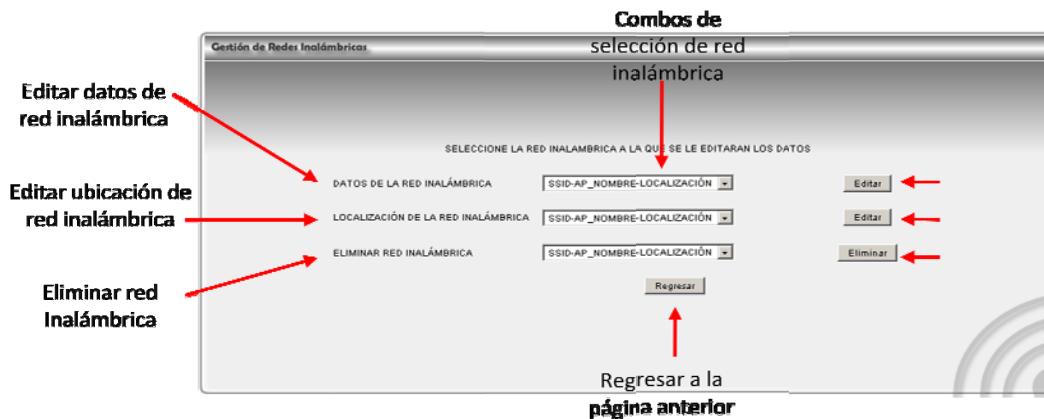 Combos de
selección de red
inalámbrica
Gestión de Redes Inalámbricas
Editar datos de
red inalámbrica
SELECCIONE LA RED INALAMBRICA A LA QUE SE LE EDITARAN LOS DATOS
DATOS DE LA RED INALÁMBRICA SSID-AP_NOMBRE-LOCALIZACIÓN Editar
Editar ubicación de
red inalámbrica
LOCALIZACIÓN DE LA RED INALÁMBRICA SSID-AP_NOMBRE-LOCALIZACIÓN Editar
ELIMINAR RED INALÁMBRICA SSID-AP_NOMBRE-LOCALIZACIÓN Eliminar
Eliminar red
Inalámbrica
Regresar
Regresar a la
página anterior